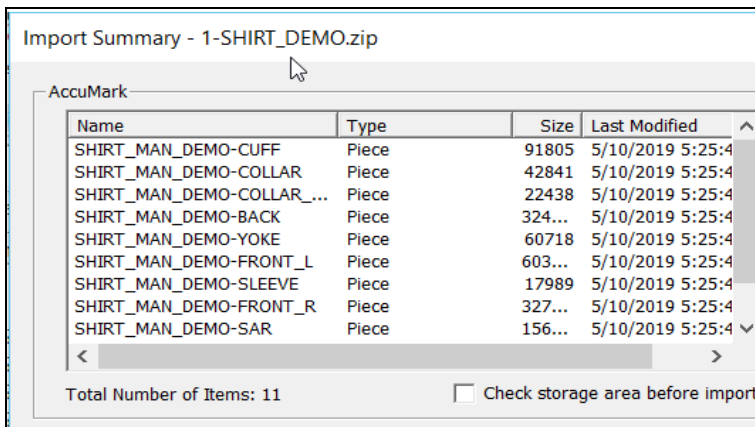 Import Summary - 1-SHIRT_DEMO.zip
AccuMark
Name Type Size Last Modified
SHIRT_MAN_DEMO-CUFF Piece 91805 5/10/2019 5:25:4
SHIRT_MAN_DEMO-COLLAR Piece 42841 5/10/2019 5:25:4
SHIRT_MAN_DEMO-COLLAR_... Piece 22438 5/10/2019 5:25:4
SHIRT_MAN_DEMO-BACK Piece 324... 5/10/2019 5:25:4
SHIRT_MAN_DEMO-YOKE Piece 60718 5/10/2019 5:25:4
SHIRT_MAN_DEMO-FRONT_L Piece 603... 5/10/2019 5:25:4
SHIRT_MAN_DEMO-SLEEVE Piece 17989 5/10/2019 5:25:4
SHIRT_MAN_DEMO-FRONT_R Piece 327... 5/10/2019 5:25:4
SHIRT_MAN_DEMO-SAR Piece 156... 5/10/2019 5:25:4
Total Number of Items: 11 Check storage area before import